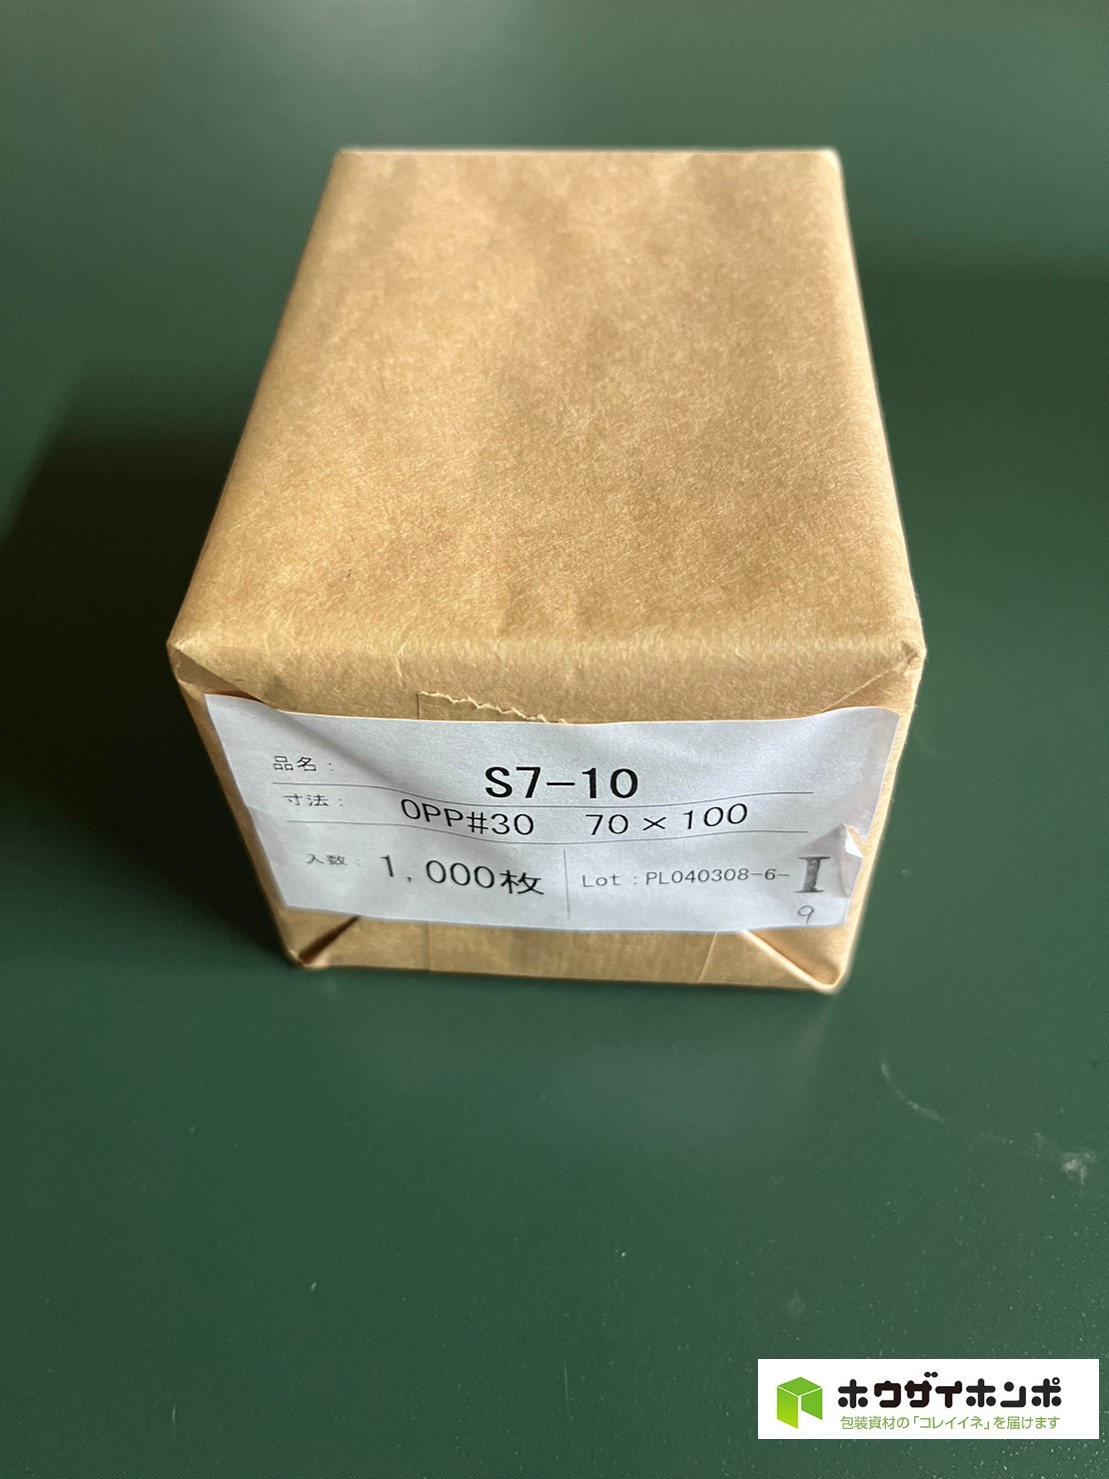 品名： S7-10
寸法： OPP#30 70×100
入数： 1,000枚 Lot：PL040308-6-I
9
ホウザイホンポ
包装資材の「コレイイネ」を届けます